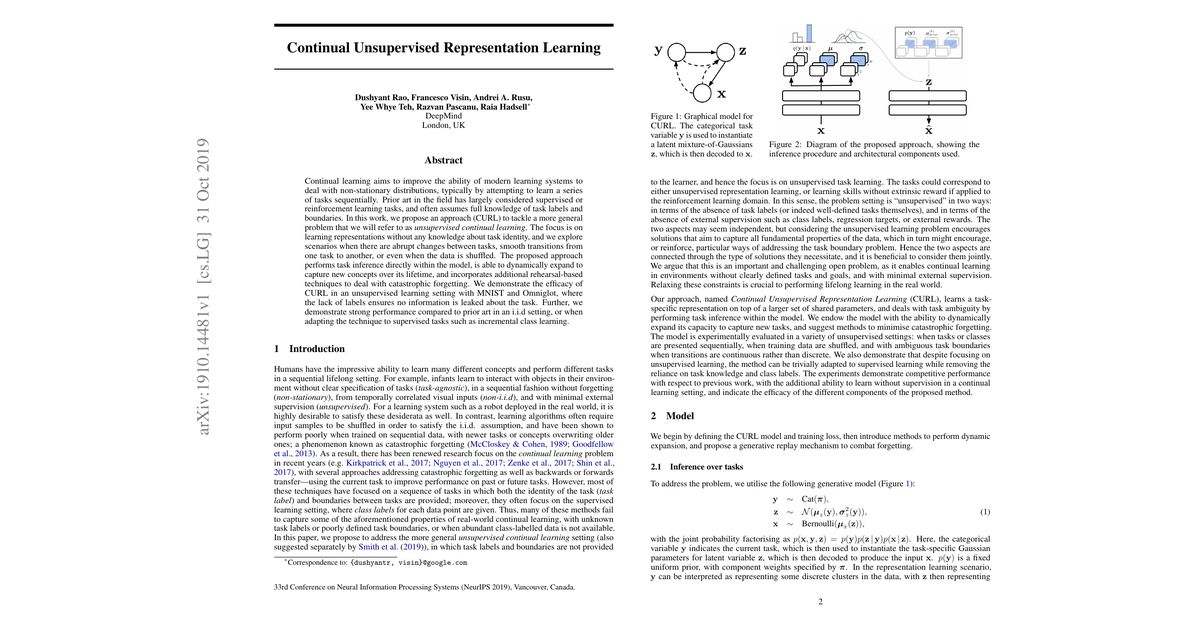 arXiv:1910.14481v1 [cs.LG] 31 Oct 2019
Continual Unsupervised Representation Learning
Dushyant Rao, Francesco Visin, Andrei A. Rusu,
Yee Whye Teh, Razvan Pascanu, Raia Hadsell*
DeepMind
London, UK
Abstract
Continual learning aims to improve the ability of modern learning systems to
deal with non-stationary distributions, typically by attempting to learn a series
of tasks sequentially. Prior art in the field has largely considered supervised or
reinforcement learning tasks, and often assumes full knowledge of task labels and
boundaries. In this work, we propose an approach (CURL) to tackle a more general
problem that we will refer to as unsupervised continual learning. The focus is on
learning representations without any knowledge about task identity, and we explore
scenarios when there are abrupt changes between tasks, smooth transitions from
one task to another, or even when the data is shuffled. The proposed approach
performs task inference directly within the model, is able to dynamically expand to
capture new concepts over its lifetime, and incorporates additional rehearsal-based
techniques to deal with catastrophic forgetting. We demonstrate the efficacy of
CURL in an unsupervised learning setting with MNIST and Omniglot, where
the lack of labels ensures no information is leaked about the task. Further, we
demonstrate strong performance compared to prior art in an i.i.d setting, or when
adapting the technique to supervised tasks such as incremental class learning.
1 Introduction
Humans have the impressive ability to learn many different concepts and perform different tasks
in a sequential lifelong setting. For example, infants learn to interact with objects in their environ-
ment without clear specification of tasks (task-agnostic), in a sequential fashion without forgetting
(non-stationary), from temporally correlated visual inputs (non-i.i.d), and with minimal external
supervision (unsupervised). For a learning system such as a robot deployed in the real world, it is
highly desirable to satisfy these desiderata as well. In contrast, learning algorithms often require
input samples to be shuffled in order to satisfy the i.i.d. assumption, and have been shown to
perform poorly when trained on sequential data, with newer tasks or concepts overwriting older
ones; a phenomenon known as catastrophic forgetting (McCloskey & Cohen, 1989; Goodfellow
et al., 2013). As a result, there has been renewed research focus on the continual learning problem
in recent years (e.g. Kirkpatrick et al., 2017; Nguyen et al., 2017; Zenke et al., 2017; Shin et al.,
2017), with several approaches addressing catastrophic forgetting as well as backwards or forwards
transfer—using the current task to improve performance on past or future tasks. However, most of
these techniques have focused on a sequence of tasks in which both the identity of the task (task
label) and boundaries between tasks are provided; moreover, they often focus on the supervised
learning setting, where class labels for each data point are given. Thus, many of these methods fail
to capture some of the aforementioned properties of real-world continual learning, with unknown
task labels or poorly defined task boundaries, or when abundant class-labelled data is not available.
In this paper, we propose to address the more general unsupervised continual learning setting (also
suggested separately by Smith et al. (2019)), in which task labels and boundaries are not provided
*Correspondence to: {dushyantr, visin}@google.com
33rd Conference on Neural Information Processing Systems (NeurIPS 2019), Vancouver, Canada.
y z
x
Figure 1: Graphical model for
CURL. The categorical task
variable y is used to instantiate
a latent mixture-of-Gaussians
z, which is then decoded to x.
q(y | x) μ σ
p(y)
z
x x̂
Figure 2: Diagram of the proposed approach, showing the
inference procedure and architectural components used.
to the learner, and hence the focus is on unsupervised task learning. The tasks could correspond to
either unsupervised representation learning, or learning skills without extrinsic reward if applied to
the reinforcement learning domain. In this sense, the problem setting is “unsupervised” in two ways:
in terms of the absence of task labels (or indeed well-defined tasks themselves), and in terms of the
absence of external supervision such as class labels, regression targets, or external rewards. The
two aspects may seem independent, but considering the unsupervised learning problem encourages
solutions that aim to capture all fundamental properties of the data, which in turn might encourage,
or reinforce, particular ways of addressing the task boundary problem. Hence the two aspects are
connected through the type of solutions they necessitate, and it is beneficial to consider them jointly.
We argue that this is an important and challenging open problem, as it enables continual learning
in environments without clearly defined tasks and goals, and with minimal external supervision.
Relaxing these constraints is crucial to performing lifelong learning in the real world.
Our approach, named Continual Unsupervised Representation Learning (CURL), learns a task-
specific representation on top of a larger set of shared parameters, and deals with task ambiguity by
performing task inference within the model. We endow the model with the ability to dynamically
expand its capacity to capture new tasks, and suggest methods to minimise catastrophic forgetting.
The model is experimentally evaluated in a variety of unsupervised settings: when tasks or classes
are presented sequentially, when training data are shuffled, and with ambiguous task boundaries
when transitions are continuous rather than discrete. We also demonstrate that despite focusing on
unsupervised learning, the method can be trivially adapted to supervised learning while removing the
reliance on task knowledge and class labels. The experiments demonstrate competitive performance
with respect to previous work, with the additional ability to learn without supervision in a continual
learning setting, and indicate the efficacy of the different components of the proposed method.
2 Model
We begin by defining the CURL model and training loss, then introduce methods to perform dynamic
expansion, and propose a generative replay mechanism to combat forgetting.
2.1 Inference over tasks
To address the problem, we utilise the following generative model (Figure 1):
y ∼ Cat(π),
z ∼ N(μz(y), σz²(y)), (1)
x ∼ Bernoulli(μx(z)),
with the joint probability factorising as p(x, y, z) = p(y)p(z | y)p(x | z). Here, the categorical
variable y indicates the current task, which is then used to instantiate the task-specific Gaussian
parameters for latent variable z, which is then decoded to produce the input x. p(y) is a fixed
uniform prior, with component weights specified by π. In the representation learning scenario,
y can be interpreted as representing some discrete clusters in the data, with z then representing
2